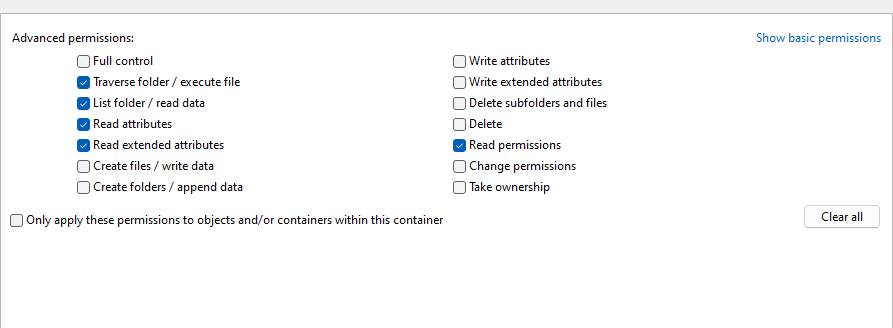 Advanced permissions:
Show basic permissions
Full control
Traverse folder / execute file
List folder / read data
Read attributes
Read extended attributes
Create files / write data
Create folders / append data
Write attributes
Write extended attributes
Delete subfolders and files
Delete
Read permissions
Change permissions
Take ownership
Only apply these permissions to objects and/or containers within this container
Clear all